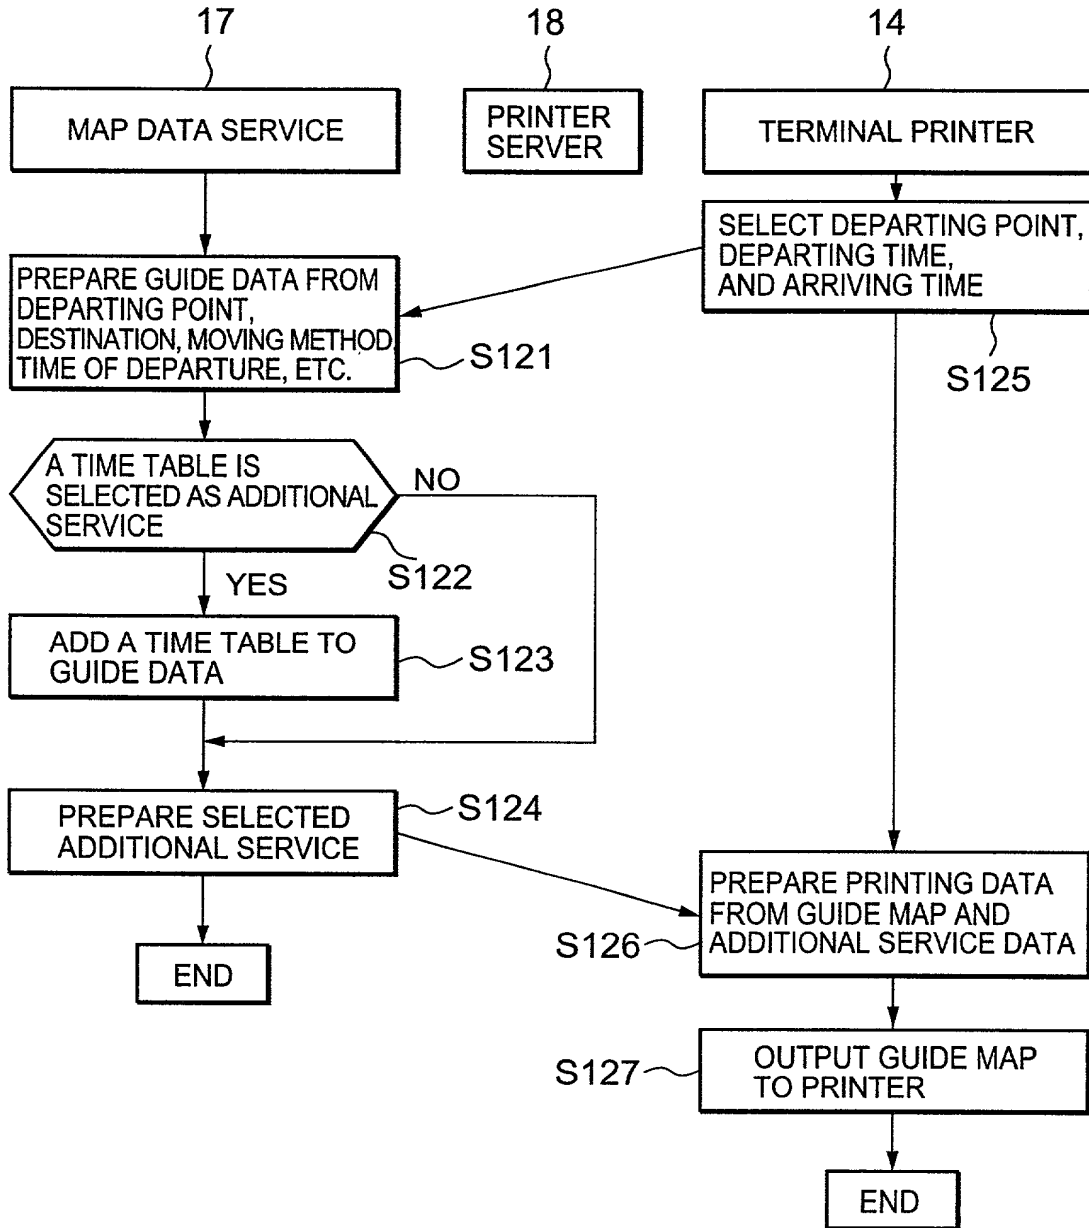 17
18
14
MAP DATA SERVICE
PRINTER
SERVER
TERMINAL PRINTER
SELECT DEPARTING POINT,
DEPARTING TIME,
AND ARRIVING TIME
S125
PREPARE GUIDE DATA FROM
DEPARTING POINT,
DESTINATION, MOVING METHOD
TIME OF DEPARTURE, ETC.
S121
A TIME TABLE IS
SELECTED AS ADDITIONAL
SERVICE
NO
S122
YES
ADD A TIME TABLE TO
GUIDE DATA
S123
PREPARE SELECTED
ADDITIONAL SERVICE
S124
END
PREPARE PRINTING DATA
FROM GUIDE MAP AND
ADDITIONAL SERVICE DATA
S126
OUTPUT GUIDE MAP
TO PRINTER
S127
END